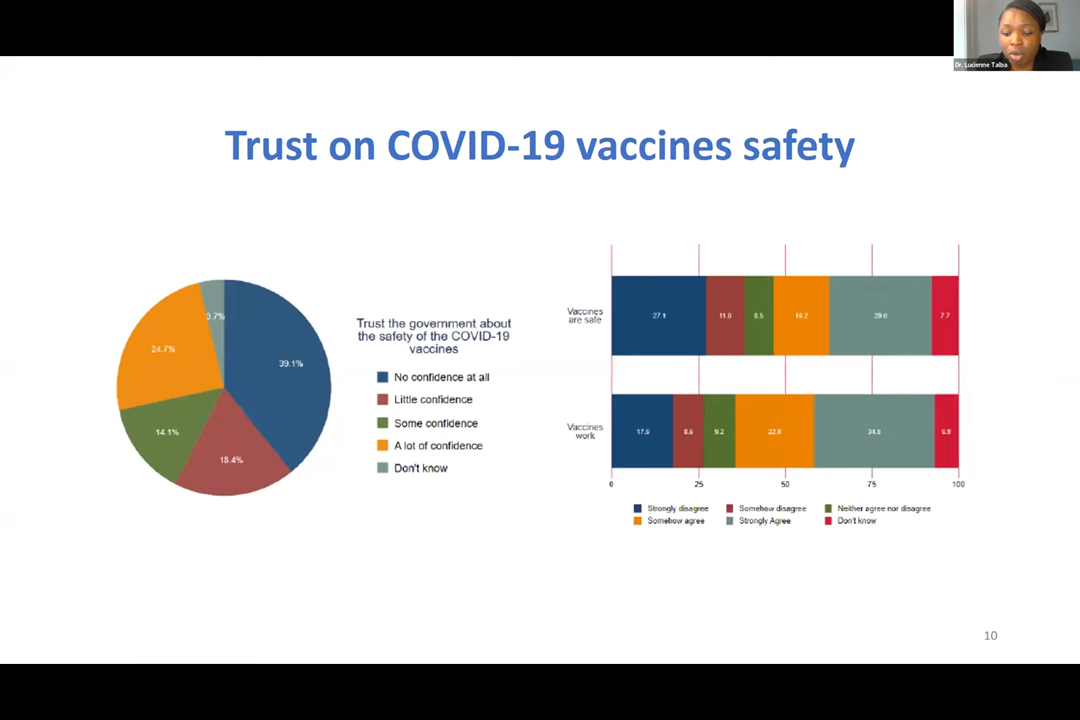 Dr. Lucienne Talba
Trust on COVID-19 vaccines safety
3.7%
24.7%
39.1%
14.1%
18.4%
Trust the government about
the safety of the COVID-19
vaccines
No confidence at all
Little confidence
Some confidence
A lot of confidence
Don't know
Vaccines
are safe
27.1 11.0 8.5 16.2 29.6 7.7
Vaccines
work
17.6 8.6 9.2 22.8 34.8 6.9
0 25 50 75 100
Strongly disagree Somehow disagree Neither agree nor disagree
Somehow agree Strongly Agree Don't know
10